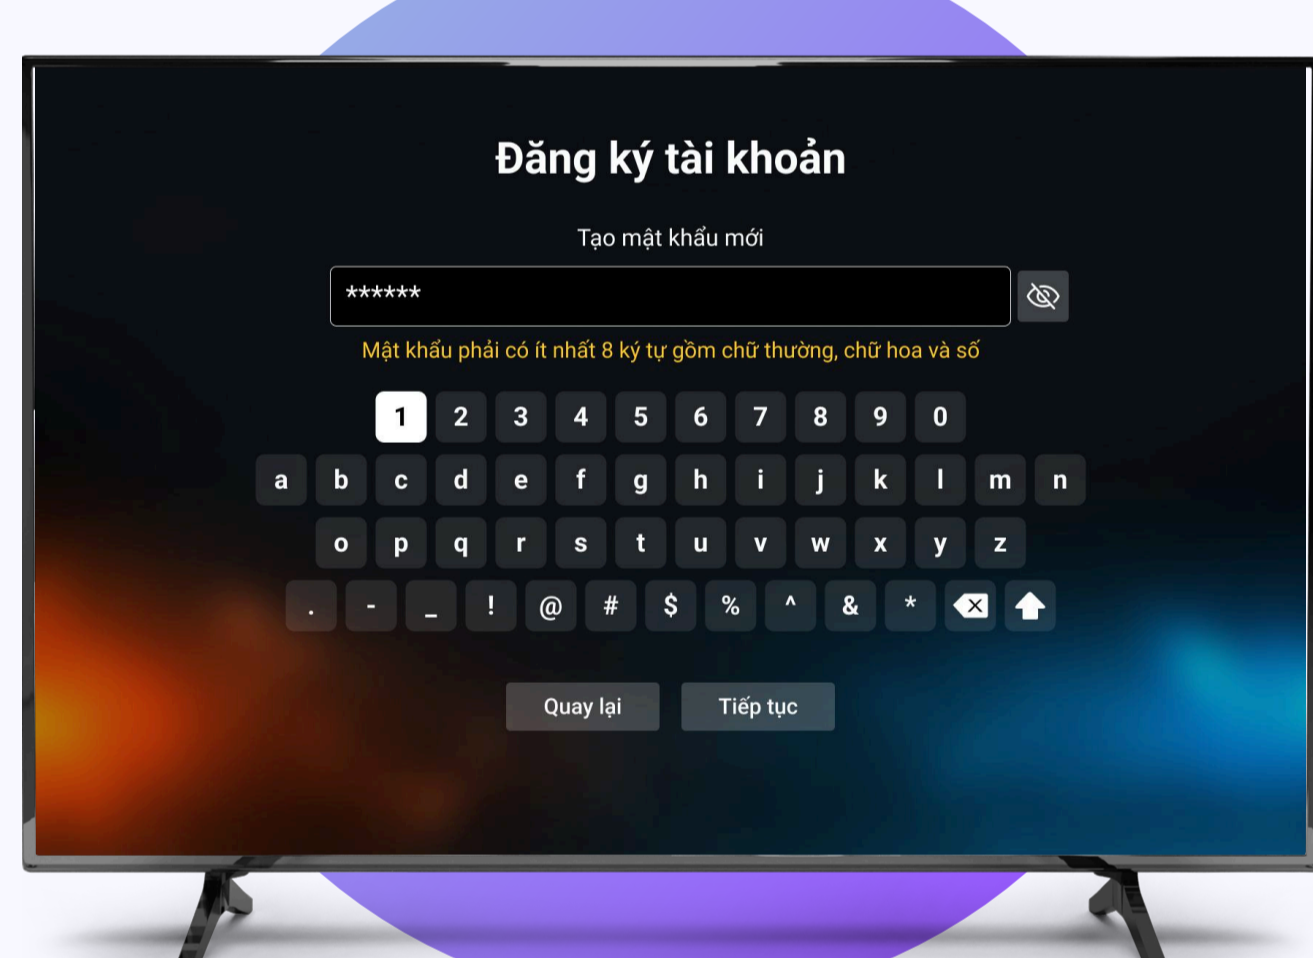 Đăng ký tài khoản
Tạo mật khẩu mới
******
Mật khẩu phải có ít nhất 8 ký tự gồm chữ thường, chữ hoa và số
1 2 3 4 5 6 7 8 9 0
a b c d e f g h i j k l m n
o p q r s t u v w x y z
. - _ ! @ # $ % ^ & *
Quay lại Tiếp tục